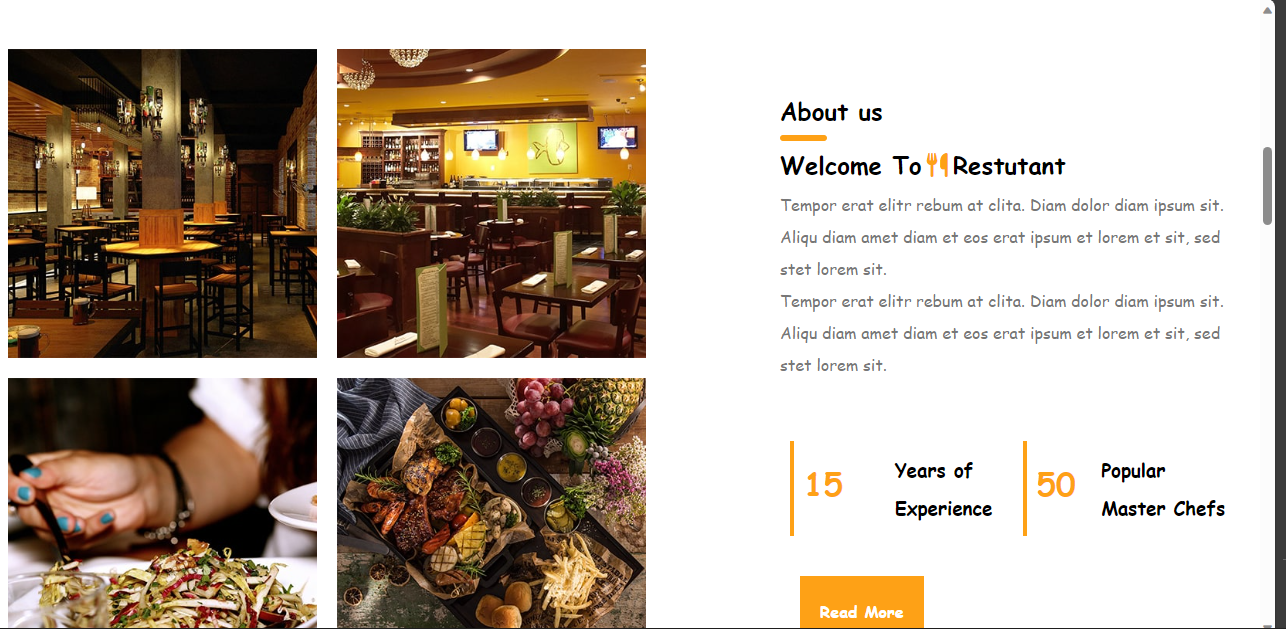 About us
Welcome To Restutant
Tempor erat elitr rebum at clita. Diam dolor diam ipsum sit.
Aliqu diam amet diam et eos erat ipsum et lorem et sit, sed
stet lorem sit.
Tempor erat elitr rebum at clita. Diam dolor diam ipsum sit.
Aliqu diam amet diam et eos erat ipsum et lorem et sit, sed
stet lorem sit.
15
Years of
Experience
50
Popular
Master Chefs
Read More